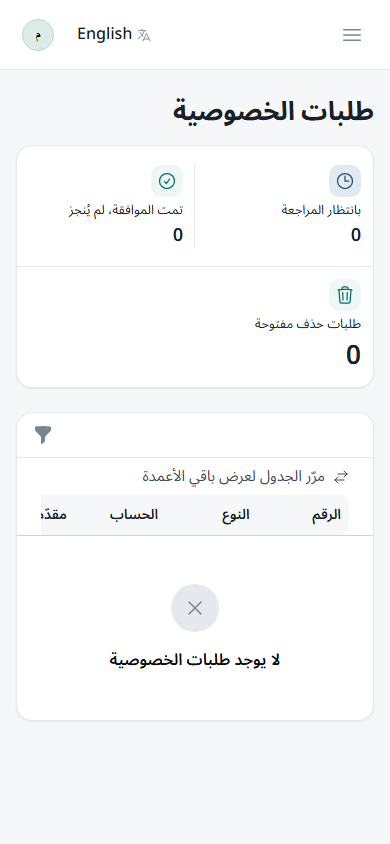 English
م
طلبات الخصوصية
بانتظار المراجعة
0
تمت الموافقة، لم يُنجز
0
طلبات حذف مفتوحة
0
مرّر الجدول لعرض باقي الأعمدة
الرقم النوع الحساب
لا يوجد طلبات الخصوصية